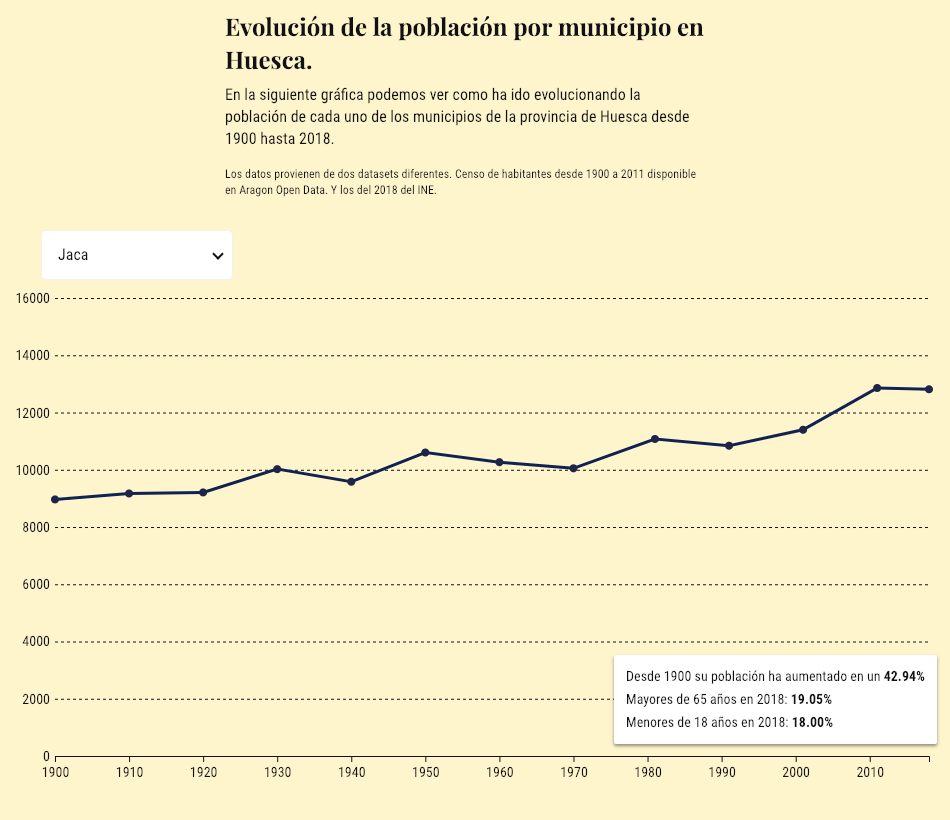 Evolución de la población por municipio en
Huesca.
En la siguiente gráfica podemos ver como ha ido evolucionando la
población de cada uno de los municipios de la provincia de Huesca desde
1900 hasta 2018.
Los datos provienen de dos datasets diferentes. Censo de habitantes desde 1900 a 2011 disponible
en Aragon Open Data. Y los del 2018 del INE.
Jaca
16000
14000
12000
10000
8000
6000
4000
2000
0
Desde 1900 su población ha aumentado en un 42.94%
Mayores de 65 años en 2018: 19.05%
Menores de 18 años en 2018: 18.00%
1900 1910 1920 1930 1940 1950 1960 1970 1980 1990 2000 2010